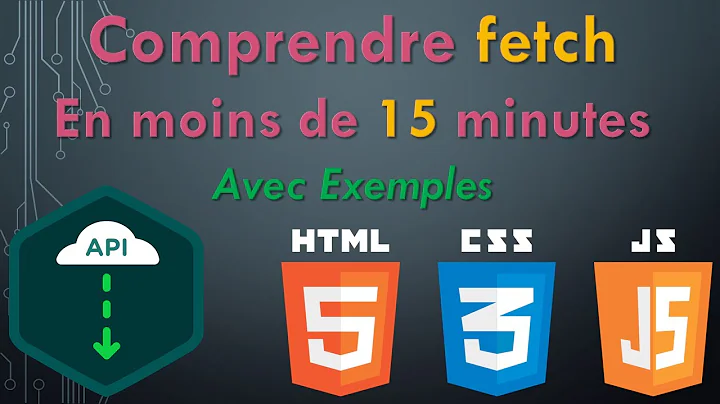 Comprendre fetch
En moins de 15 minutes
Avec Exemples
API
HTML CSS JS
5 3 JS